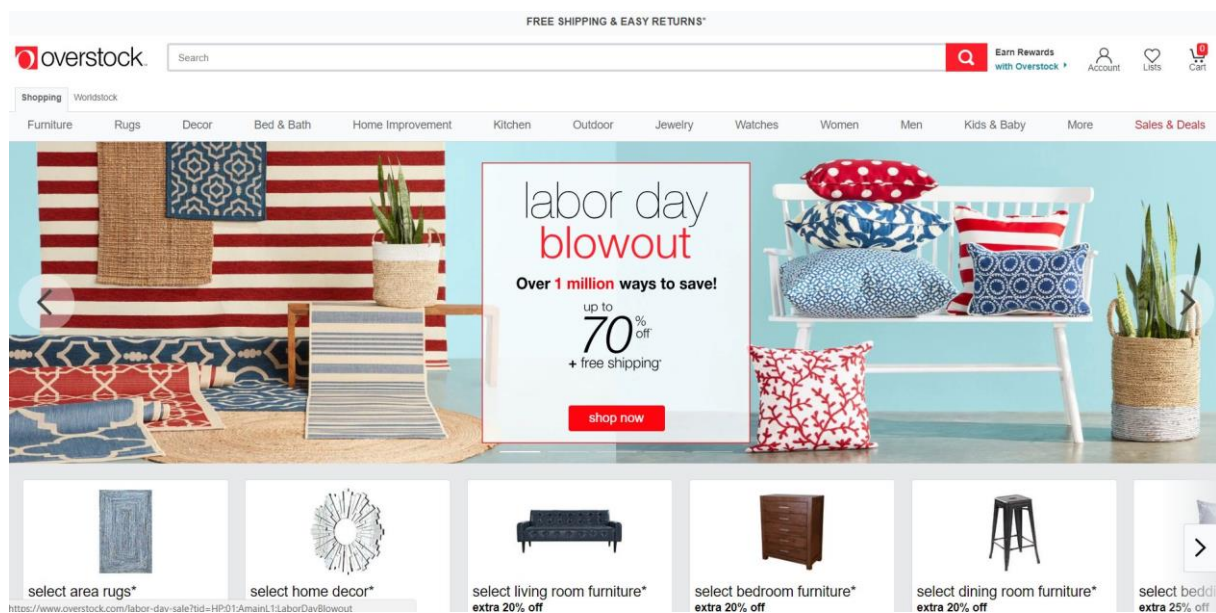 FREE SHIPPING & EASY RETURNS*
overstock.
Search
Earn Rewards
with Overstock
Account
Lists
0
Cart
Shopping Worldstock
Furniture Rugs Decor Bed & Bath Home Improvement Kitchen Outdoor Jewelry Watches Women Men Kids & Baby More Sales & Deals
labor day
blowout
Over 1 million ways to save!
up to
70% off*
+ free shipping*
shop now
select area rugs*
select home decor*
select living room furniture*
extra 20% off
select bedroom furniture*
extra 20% off
select dining room furniture*
extra 20% off
select beddi
extra 25% off
https://www.overstock.com/labor-day-sale?tid=HP:01:AmainL1:LaborDayBlowout